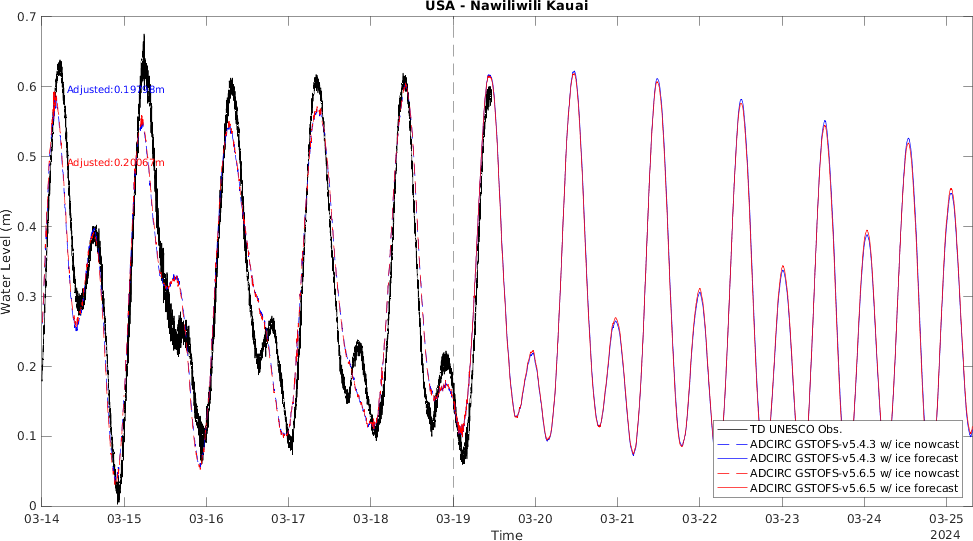 USA - Nawiliwili Kauai
0.7
0.6
0.5
0.4
0.3
0.2
0.1
0
Water Level (m)
Adjusted:0.20067m
TD UNESCO Obs.
ADCIRC GSTOFS-v5.4.3 w/ ice nowcast
ADCIRC GSTOFS-v5.4.3 w/ ice forecast
ADCIRC GSTOFS-v5.6.5 w/ ice nowcast
ADCIRC GSTOFS-v5.6.5 w/ ice forecast
03-14 03-15 03-16 03-17 03-18 03-19 03-20 03-21 03-22 03-23 03-24 03-25
Time
2024